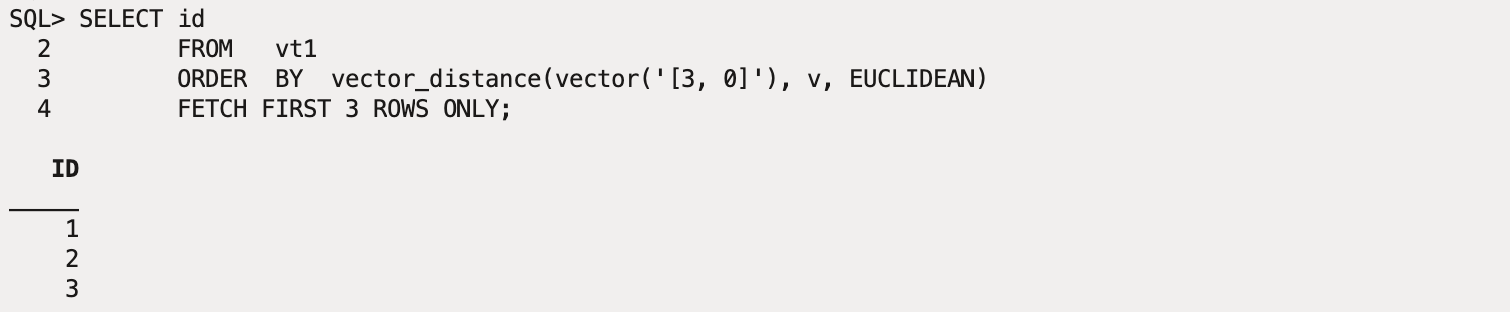 SQL> SELECT id
2 FROM vt1
3 ORDER BY vector_distance(vector('[3, 0]'), v, EUCLIDEAN)
4 FETCH FIRST 3 ROWS ONLY;
ID
1
2
3